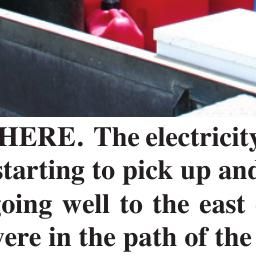 HERE. The electricity
starting to pick up and
going well to the east
were in the path of the